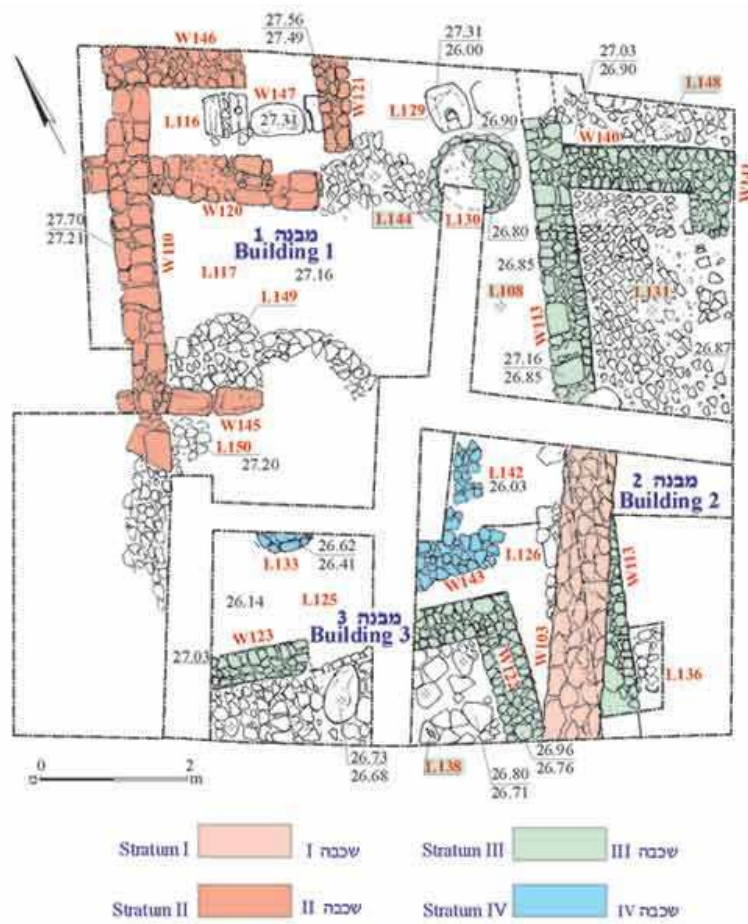 27.56
27.49
W146
27.31
26.00
27.03
26.90
L148
W147
W121
L116
27.31
L129
26.90
W140
W141
W120
L144
L130
27.70
27.21
W110
מבנה 1
Building 1
26.80
26.85
L117
27.16
L108
L131
L149
W113
27.16
26.85
26.87
W145
L150
27.20
L142
26.03
מבנה 2
Building 2
26.62
26.41
L133
L126
W143
W113
26.14
L125
מבנה 3
Building 3
W123
27.03
W103
L136
26.73
26.68
L138
26.80
26.71
26.96
26.76
0 2
m
Stratum I שכבה I
Stratum III שכבה III
Stratum II שכבה II
Stratum IV שכבה IV